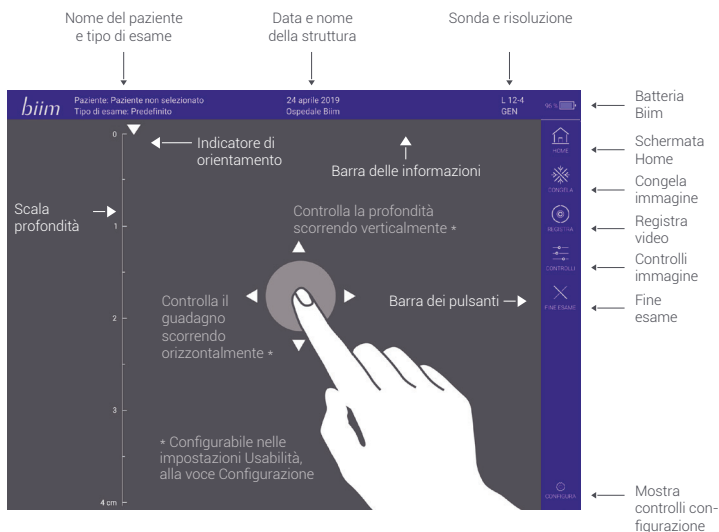 Nome del paziente
e tipo di esame
Data e nome
della struttura
Sonda e risoluzione
biim
Paziente: Paziente non selezionato
Tipo di esame: Predefinito
24 aprile 2019
Ospedale Biim
L 12-4
GEN
96 %
Batteria
Biim
0
Indicatore di
orientamento
Barra delle informazioni
HOME
Schermata
Home
CONGELA
Congela
immagine
Scala
profondità
1
Controlla la profondità
scorrendo verticalmente *
REGISTRA
Registra
video
CONTROLLI
Controlli
immagine
Controlla il
guadagno
scorrendo
orizzontalmente *
Barra dei pulsanti
FINE ESAME
Fine
esame
2
3
* Configurabile nelle
impostazioni Usabilità,
alla voce Configurazione
4 cm
CONFIGURA
Mostra
controlli con-
figurazione